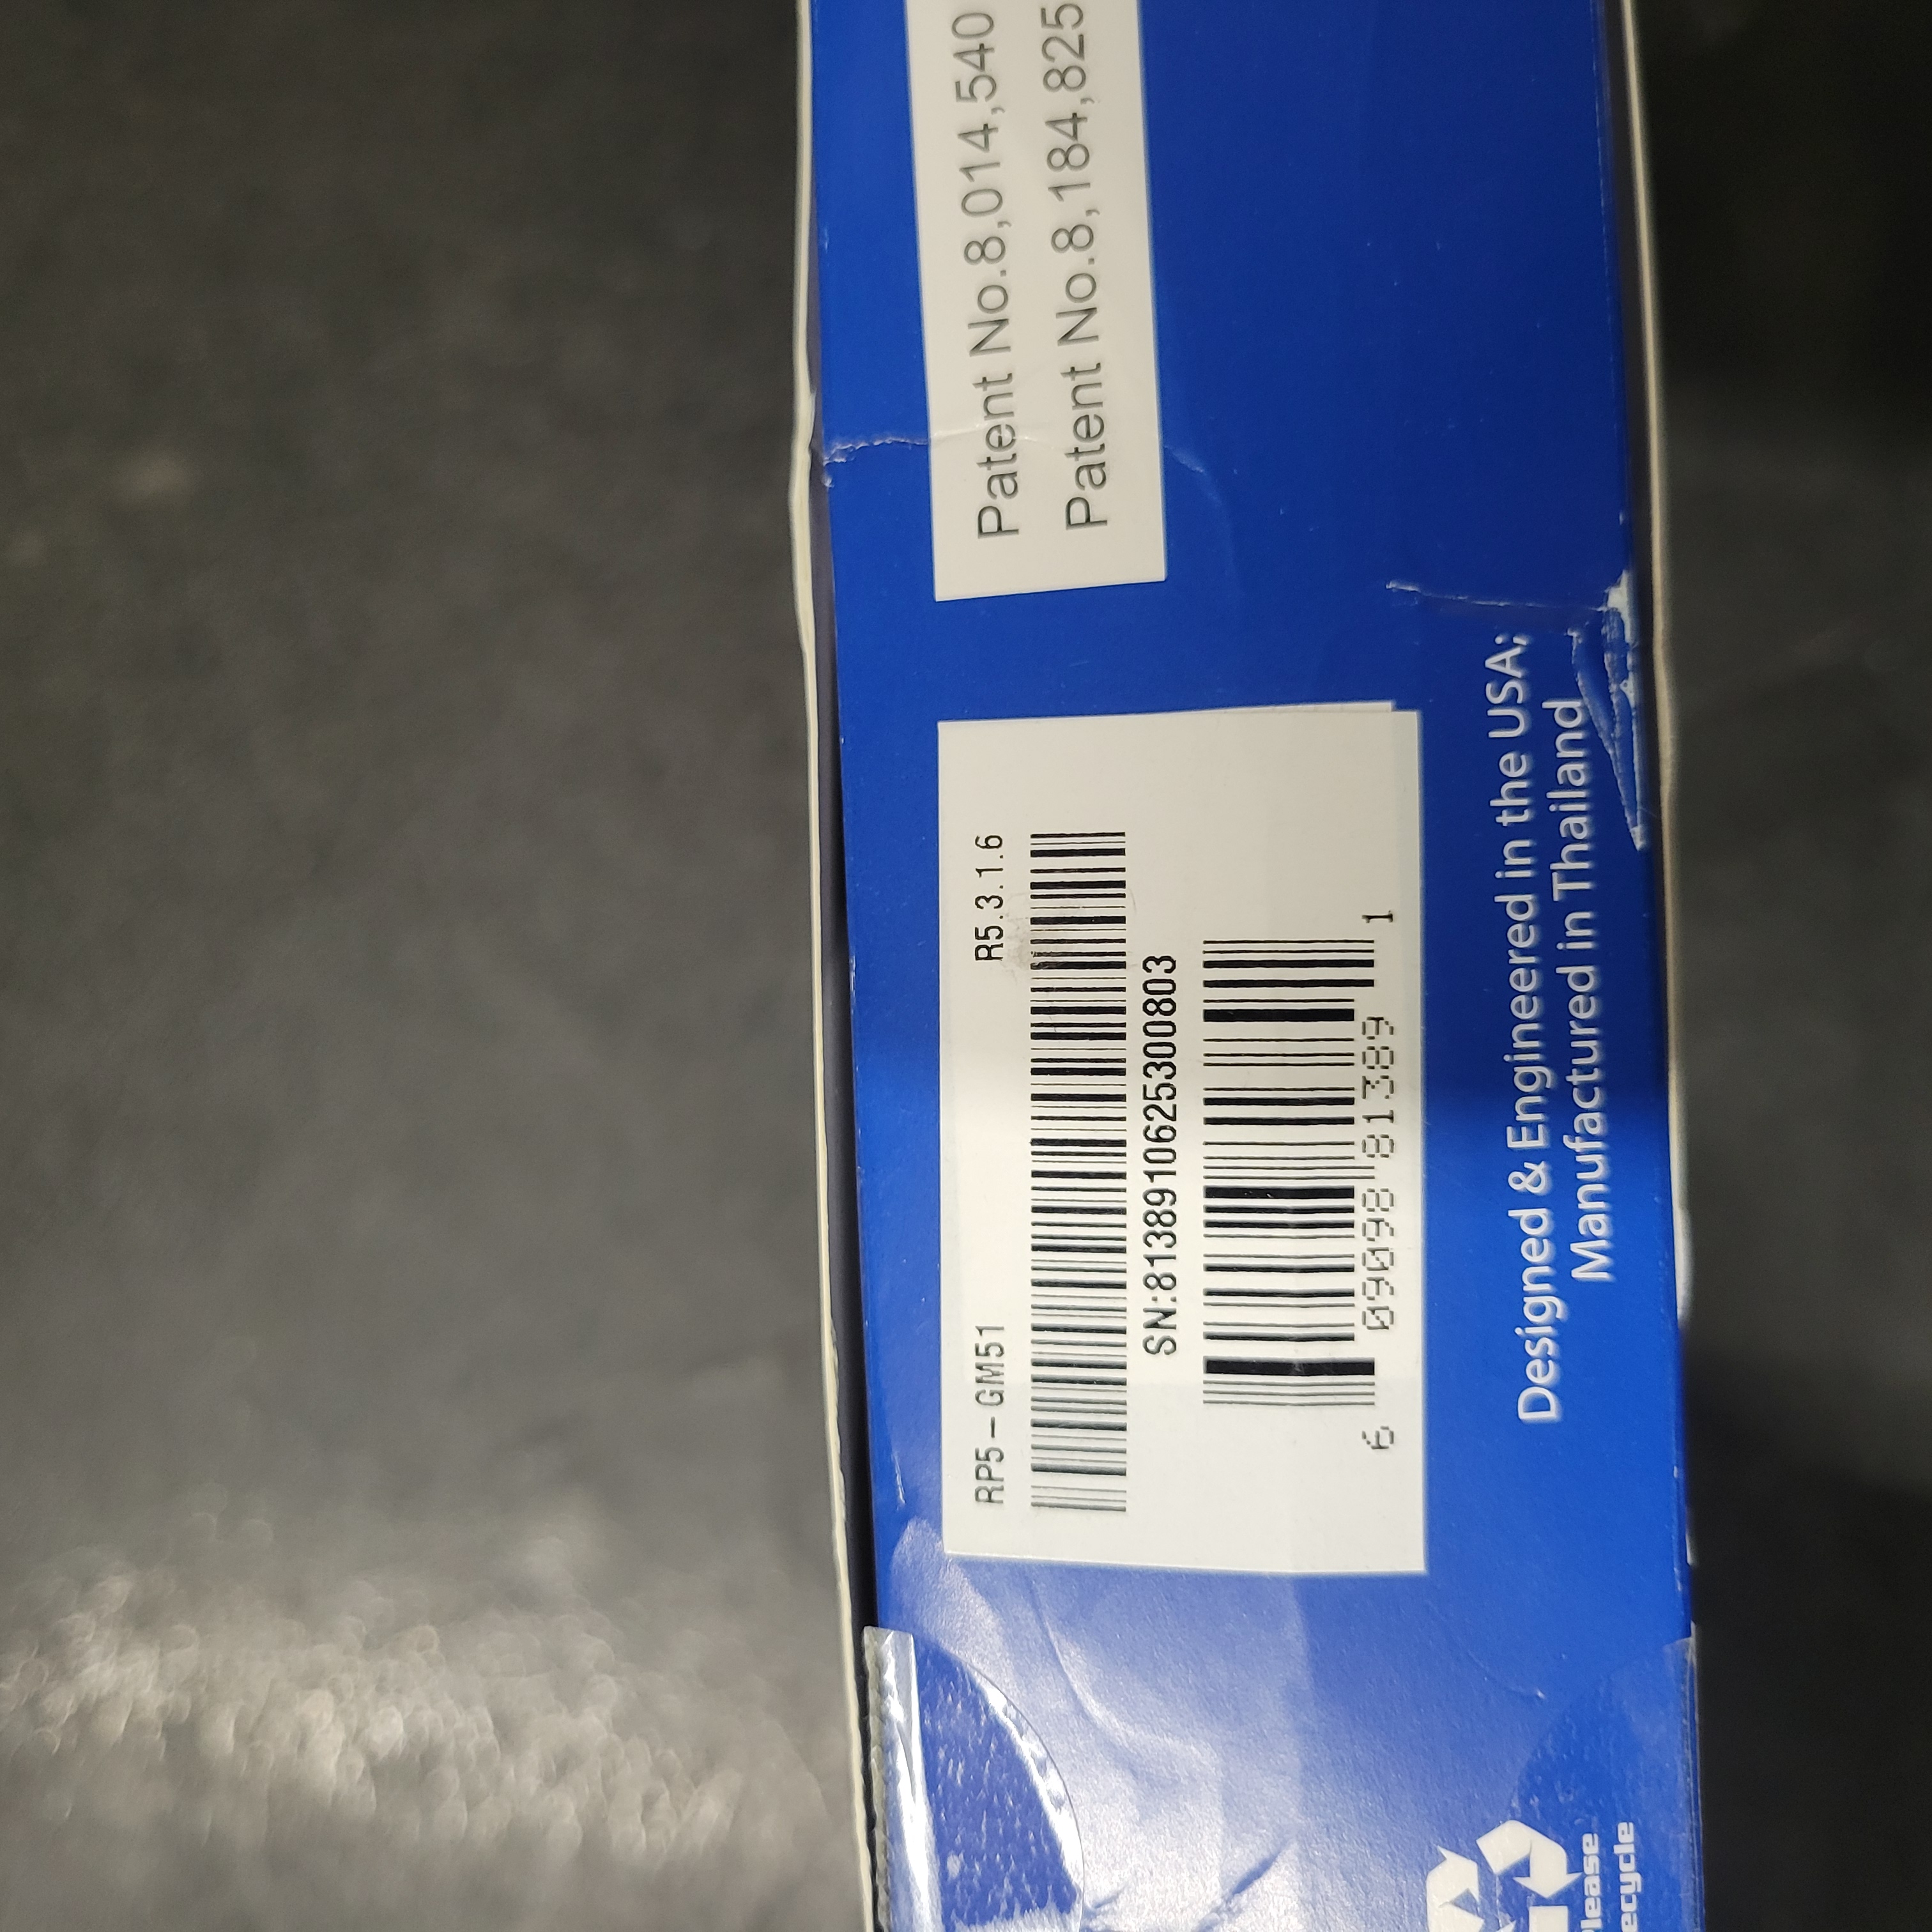 Patent No.8,014,540
Patent No.8,184,825
RP5-GM51 R5.3.1.6
SN:81389106253000803
6 09098 81389 1
Designed & Engineered in the USA;
Manufactured in Thailand